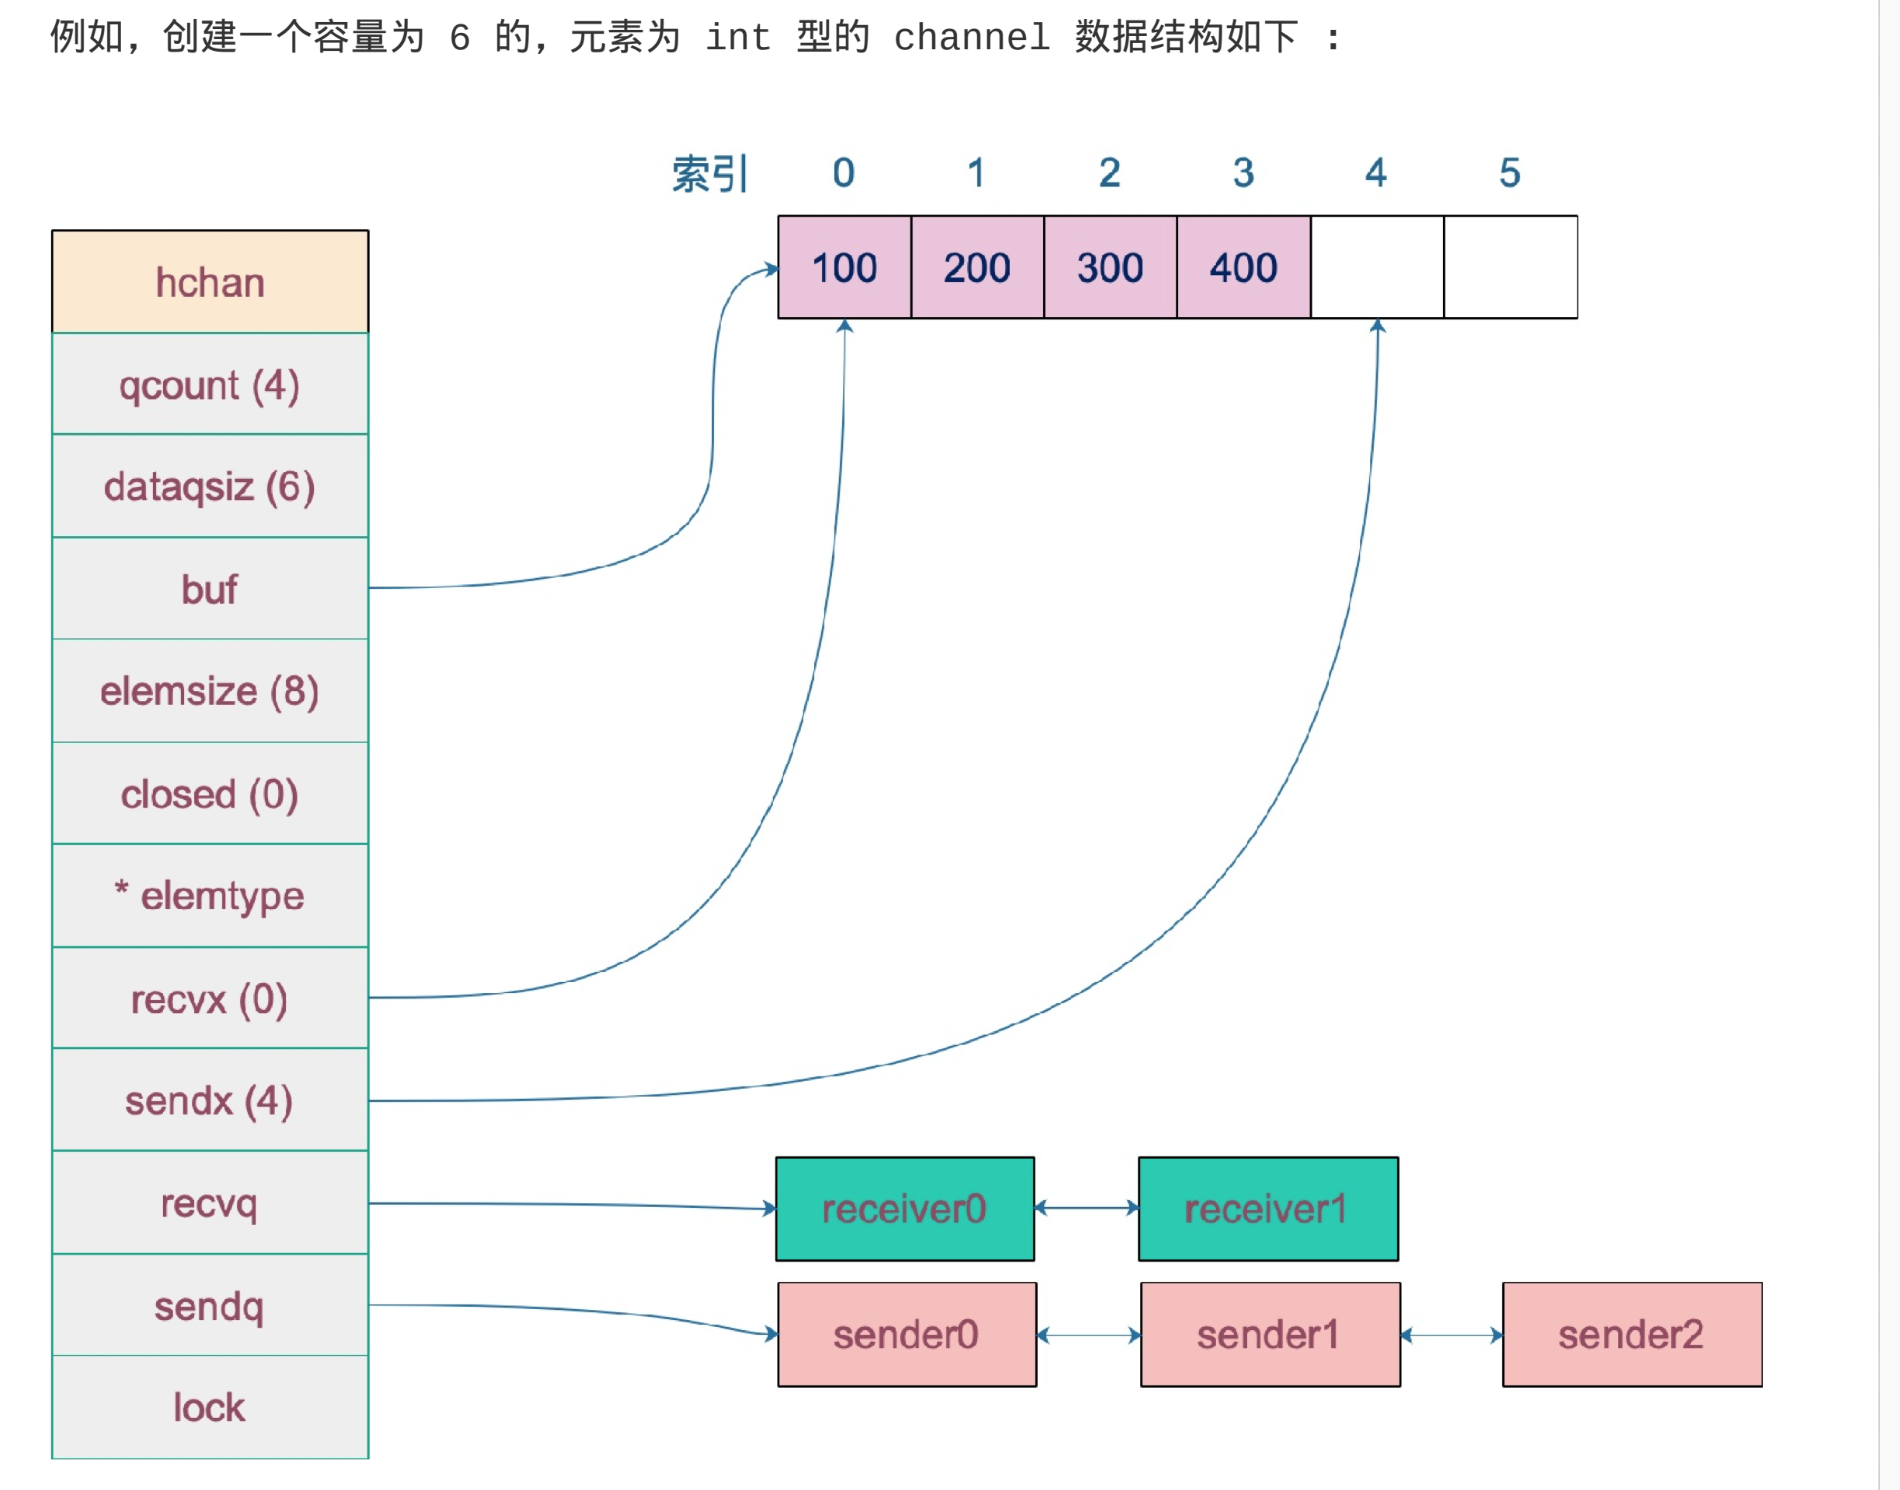 例如，创建一个容量为 6 的，元素为 int 型的 channel 数据结构如下 :
索引 0 1 2 3 4 5
100 200 300 400
hchan
qcount (4)
dataqsiz (6)
buf
elemsize (8)
closed (0)
* elemtype
recvx (0)
sendx (4)
recvq
receiver0 receiver1
sendq
sender0 sender1 sender2
lock